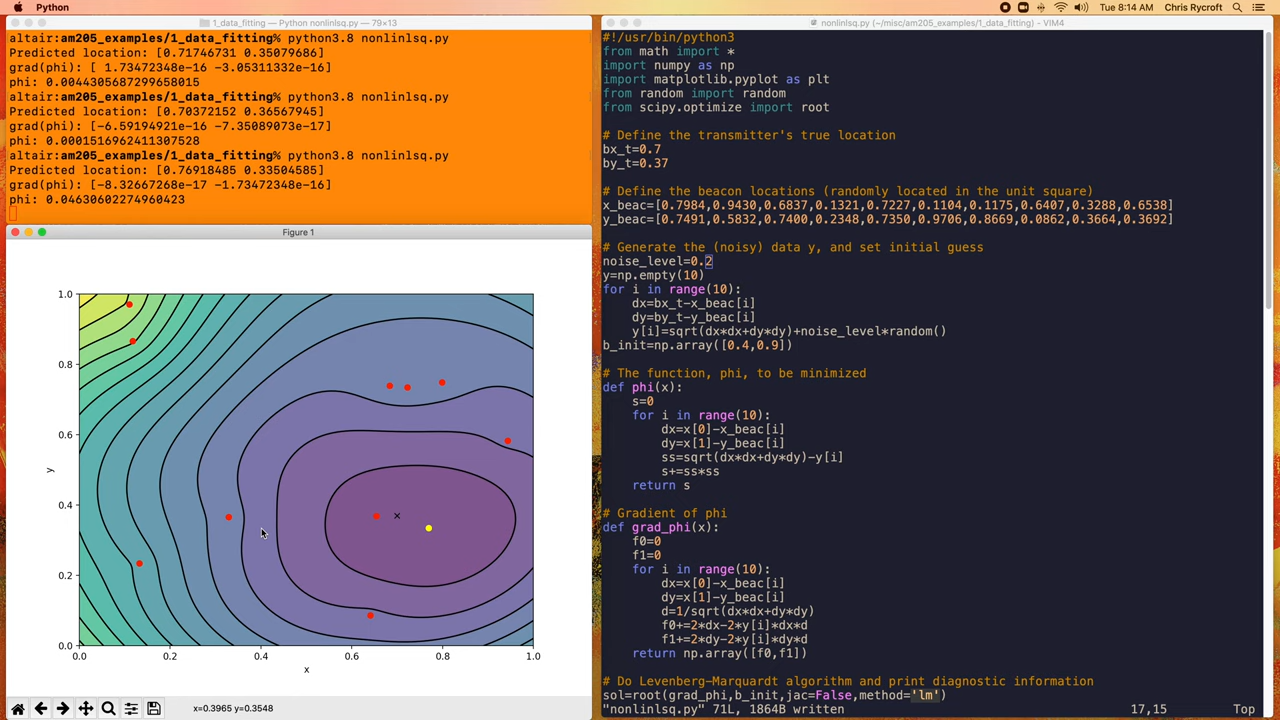 Python
Tue 8:14 AM Chris Rycroft
1_data_fitting — Python nonlinlsq.py — 79×13
altair:am205_examples/1_data_fitting% python3.8 nonlinlsq.py
Predicted location: [0.71746731 0.35079686]
grad(phi): [ 1.73472348e-16 -3.05311332e-16]
phi: 0.0044305687299658015
altair:am205_examples/1_data_fitting% python3.8 nonlinlsq.py
Predicted location: [0.70372152 0.36567945]
grad(phi): [-6.59194921e-16 -7.35089073e-17]
phi: 0.0001516962411307528
altair:am205_examples/1_data_fitting% python3.8 nonlinlsq.py
Predicted location: [0.76918485 0.33504585]
grad(phi): [-8.32667268e-17 -1.73472348e-16]
phi: 0.04630602274960423
Figure 1
1.0
0.8
0.6
y
0.4
0.2
0.0
0.0 0.2 0.4 0.6 0.8 1.0
x
x=0.3965 y=0.3548
nonlinlsq.py (~/misc/am205_examples/1_data_fitting) - VIM4
#!/usr/bin/python3
from math import *
import numpy as np
import matplotlib.pyplot as plt
from random import random
from scipy.optimize import root
# Define the transmitter's true location
bx_t=0.7
by_t=0.37
# Define the beacon locations (randomly located in the unit square)
x_beac=[0.7984,0.9430,0.6837,0.1321,0.7227,0.1104,0.1175,0.6407,0.3288,0.6538]
y_beac=[0.7491,0.5832,0.7400,0.2348,0.7350,0.9706,0.8669,0.0862,0.3664,0.3692]
# Generate the (noisy) data y, and set initial guess
noise_level=0.2
y=np.empty(10)
for i in range(10):
    dx=bx_t-x_beac[i]
    dy=by_t-y_beac[i]
    y[i]=sqrt(dx*dx+dy*dy)+noise_level*random()
b_init=np.array([0.4,0.9])
# The function, phi, to be minimized
def phi(x):
    s=0
    for i in range(10):
        dx=x[0]-x_beac[i]
        dy=x[1]-y_beac[i]
        ss=sqrt(dx*dx+dy*dy)-y[i]
        s+=ss*ss
    return s
# Gradient of phi
def grad_phi(x):
    f0=0
    f1=0
    for i in range(10):
        dx=x[0]-x_beac[i]
        dy=x[1]-y_beac[i]
        d=1/sqrt(dx*dx+dy*dy)
        f0+=2*dx-2*y[i]*dx*d
        f1+=2*dy-2*y[i]*dy*d
    return np.array([f0,f1])
# Do Levenberg-Marquardt algorithm and print diagnostic information
sol=root(grad_phi,b_init,jac=False,method='lm')
"nonlinlsq.py" 71L, 1864B written 17,15 Top